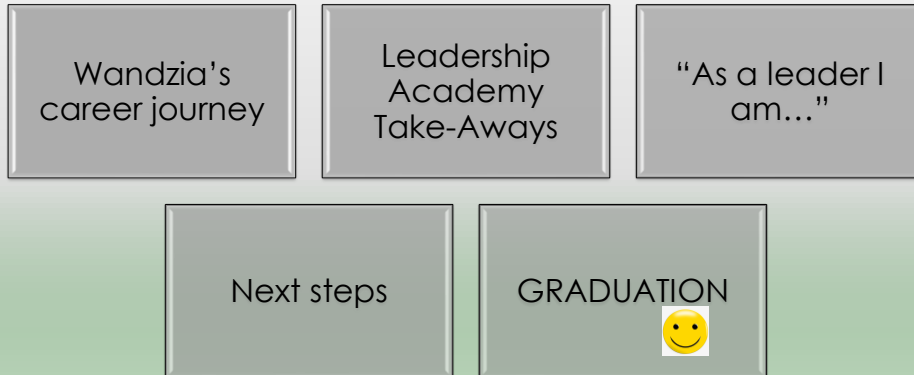 Wandzia’s
career journey
Leadership
Academy
Take-Aways
“As a leader I
am…”
Next steps
GRADUATION